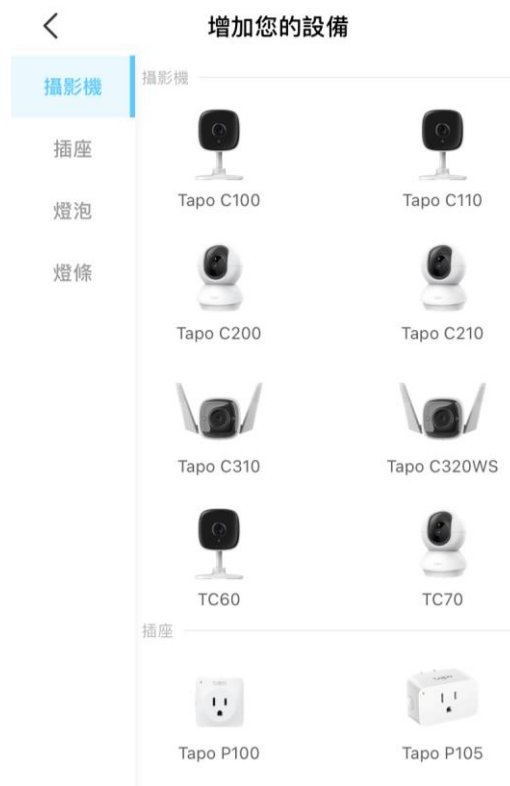 增加您的設備
攝影機
插座
燈泡
燈條
攝影機
Tapo C100
Tapo C110
Tapo C200
Tapo C210
Tapo C310
Tapo C320WS
TC60
TC70
插座
Tapo P100
Tapo P105